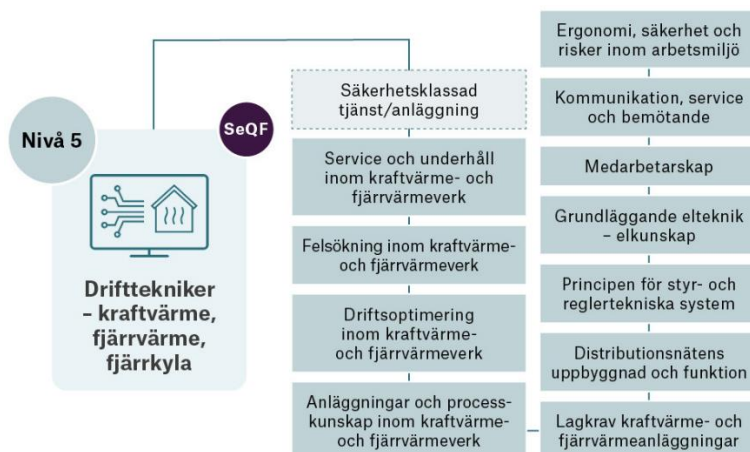 Nivå 5
SeQF
Drifttekniker
– kraftvärme,
fjärrvärme,
fjärrkyla
Säkerhetsklassad
tjänst/anläggning
Service och underhåll
inom kraftvärme- och
fjärrvärmeverk
Felsökning inom kraftvärme-
och fjärrvärmeverk
Driftsoptimering
inom kraftvärme-
och fjärrvärmeverk
Anläggningar och process-
kunskap inom kraftvärme-
och fjärrvärmeverk
Ergonomi, säkerhet och
risker inom arbetsmiljö
Kommunikation, service
och bemötande
Medarbetarskap
Grundläggande elteknik
– elkunskap
Principen för styr- och
reglertekniska system
Distributionsnätens
uppbyggnad och funktion
Lagkrav kraftvärme- och
fjärrvärmeanläggningar